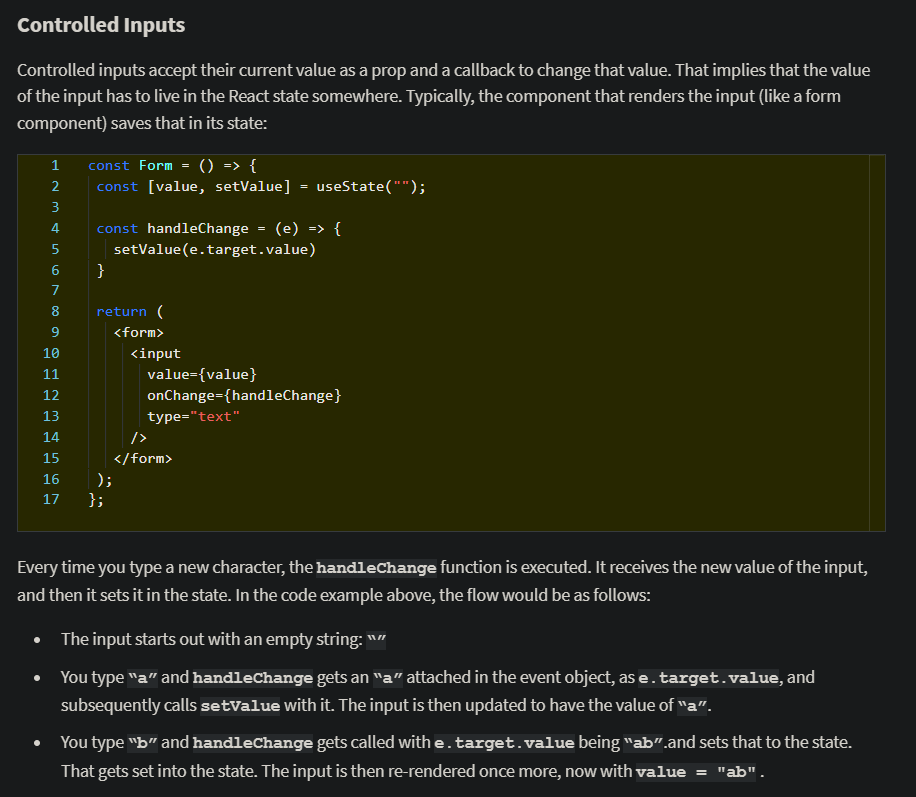 Controlled Inputs
Controlled inputs accept their current value as a prop and a callback to change that value. That implies that the value
of the input has to live in the React state somewhere. Typically, the component that renders the input (like a form
component) saves that in its state:
1 const Form = () => {
2 const [value, setValue] = useState("");
3
4 const handleChange = (e) => {
5 setValue(e.target.value)
6 }
7
8 return (
9 <form>
10 <input
11 value={value}
12 onChange={handleChange}
13 type="text"
14 />
15 </form>
16 );
17 };
Every time you type a new character, the handleChange function is executed. It receives the new value of the input,
and then it sets it in the state. In the code example above, the flow would be as follows:
• The input starts out with an empty string: “”
• You type “a” and handleChange gets an “a” attached in the event object, as e.target.value, and
subsequently calls setValue with it. The input is then updated to have the value of “a”.
• You type “b” and handleChange gets called with e.target.value being “ab”.and sets that to the state.
That gets set into the state. The input is then re-rendered once more, now with value = "ab" .